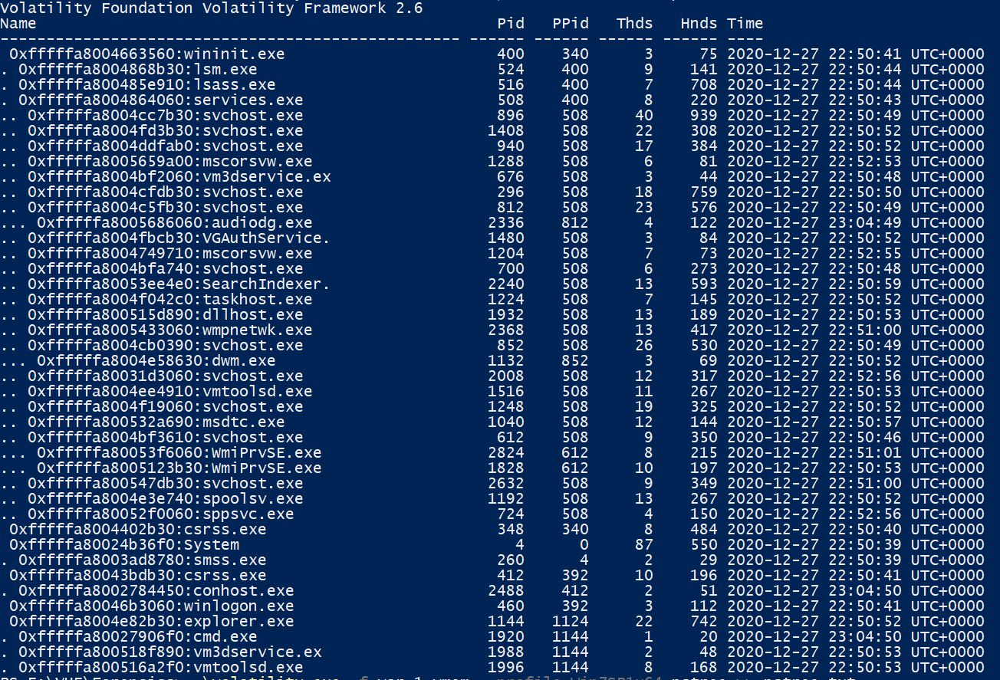 Volatility Foundation Volatility Framework 2.6
Name Pid PPid Thds Hnds Time
-------------------------------------------------- ------ ------ ------ ------ ----
0xfffffa8004663560:wininit.exe 400 340 3 75 2020-12-27 22:50:41 UTC+0000
. 0xfffffa8004868b30:lsm.exe 524 400 9 141 2020-12-27 22:50:44 UTC+0000
. 0xfffffa800485e910:lsass.exe 516 400 7 708 2020-12-27 22:50:44 UTC+0000
. 0xfffffa8004864060:services.exe 508 400 8 220 2020-12-27 22:50:43 UTC+0000
.. 0xfffffa8004cc7b30:svchost.exe 896 508 40 939 2020-12-27 22:50:49 UTC+0000
.. 0xfffffa8004fd3b30:svchost.exe 1408 508 22 308 2020-12-27 22:50:52 UTC+0000
.. 0xfffffa8004ddfab0:svchost.exe 940 508 17 384 2020-12-27 22:50:52 UTC+0000
.. 0xfffffa8005659a00:mscorsvw.exe 1288 508 6 81 2020-12-27 22:52:53 UTC+0000
.. 0xfffffa8004bf2060:vm3dservice.ex 676 508 3 44 2020-12-27 22:50:48 UTC+0000
.. 0xfffffa8004cfdb30:svchost.exe 296 508 18 759 2020-12-27 22:50:50 UTC+0000
.. 0xfffffa8004c5fb30:svchost.exe 812 508 23 576 2020-12-27 22:50:49 UTC+0000
... 0xfffffa8005686060:audiodg.exe 2336 812 4 122 2020-12-27 23:04:49 UTC+0000
.. 0xfffffa8004fbcb30:VGAuthService. 1480 508 3 84 2020-12-27 22:50:52 UTC+0000
.. 0xfffffa8004749710:mscorsvw.exe 1204 508 7 73 2020-12-27 22:52:55 UTC+0000
.. 0xfffffa8004bfa740:svchost.exe 700 508 6 273 2020-12-27 22:50:48 UTC+0000
.. 0xfffffa80053ee4e0:SearchIndexer. 2240 508 13 593 2020-12-27 22:50:59 UTC+0000
.. 0xfffffa8004f042c0:taskhost.exe 1224 508 7 145 2020-12-27 22:50:52 UTC+0000
.. 0xfffffa800515d890:dllhost.exe 1932 508 13 189 2020-12-27 22:50:53 UTC+0000
.. 0xfffffa8005433060:wmpnetwk.exe 2368 508 13 417 2020-12-27 22:51:00 UTC+0000
.. 0xfffffa8004cb0390:svchost.exe 852 508 26 530 2020-12-27 22:50:49 UTC+0000
... 0xfffffa8004e58630:dwm.exe 1132 852 3 69 2020-12-27 22:50:52 UTC+0000
.. 0xfffffa80031d3060:svchost.exe 2008 508 12 317 2020-12-27 22:52:56 UTC+0000
.. 0xfffffa8004ee4910:vmtoolsd.exe 1516 508 11 267 2020-12-27 22:50:53 UTC+0000
.. 0xfffffa8004f19060:svchost.exe 1248 508 19 325 2020-12-27 22:50:52 UTC+0000
.. 0xfffffa800532a690:msdtc.exe 1040 508 12 144 2020-12-27 22:50:57 UTC+0000
.. 0xfffffa8004bf3610:svchost.exe 612 508 9 350 2020-12-27 22:50:46 UTC+0000
... 0xfffffa80053f6060:WmiPrvSE.exe 2824 612 8 215 2020-12-27 22:51:01 UTC+0000
... 0xfffffa8005123b30:WmiPrvSE.exe 1828 612 10 197 2020-12-27 22:50:53 UTC+0000
.. 0xfffffa800547db30:svchost.exe 2632 508 9 349 2020-12-27 22:51:00 UTC+0000
.. 0xfffffa8004e3e740:spoolsv.exe 1192 508 13 267 2020-12-27 22:50:52 UTC+0000
.. 0xfffffa80052f0060:sppsvc.exe 724 508 4 150 2020-12-27 22:52:56 UTC+0000
0xfffffa8004402b30:csrss.exe 348 340 8 484 2020-12-27 22:50:40 UTC+0000
0xfffffa80024b36f0:System 4 0 87 550 2020-12-27 22:50:39 UTC+0000
. 0xfffffa8003ad8780:smss.exe 260 4 2 29 2020-12-27 22:50:39 UTC+0000
0xfffffa80043bdb30:csrss.exe 412 392 10 196 2020-12-27 22:50:41 UTC+0000
. 0xfffffa8002784450:conhost.exe 2488 412 2 51 2020-12-27 23:04:50 UTC+0000
0xfffffa80046b3060:winlogon.exe 460 392 3 112 2020-12-27 22:50:41 UTC+0000
0xfffffa8004e82b30:explorer.exe 1144 1124 22 742 2020-12-27 22:50:52 UTC+0000
. 0xfffffa80027906f0:cmd.exe 1920 1144 1 20 2020-12-27 23:04:50 UTC+0000
. 0xfffffa800518f890:vm3dservice.ex 1988 1144 2 48 2020-12-27 22:50:53 UTC+0000
. 0xfffffa800516a2f0:vmtoolsd.exe 1996 1144 8 168 2020-12-27 22:50:53 UTC+0000